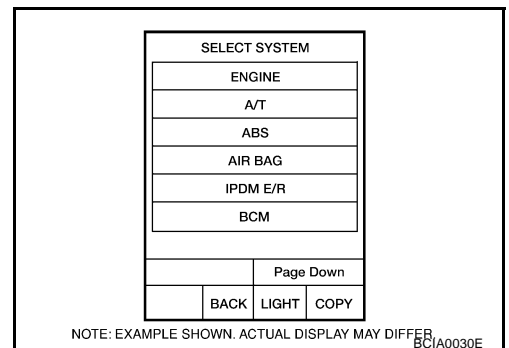 SELECT SYSTEM
ENGINE
A/T
ABS
AIR BAG
IPDM E/R
BCM
Page Down
BACK LIGHT COPY
NOTE: EXAMPLE SHOWN. ACTUAL DISPLAY MAY DIFFER.
BCIA0030E